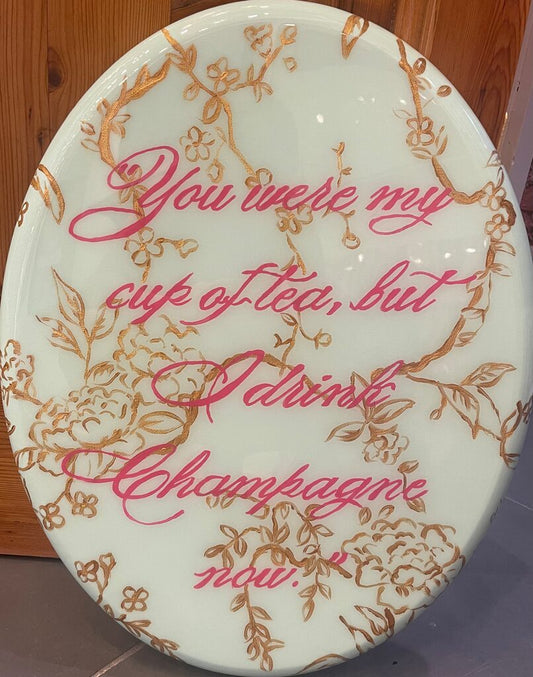 "You were my
cup of tea, but
I drink
Champagne
now."